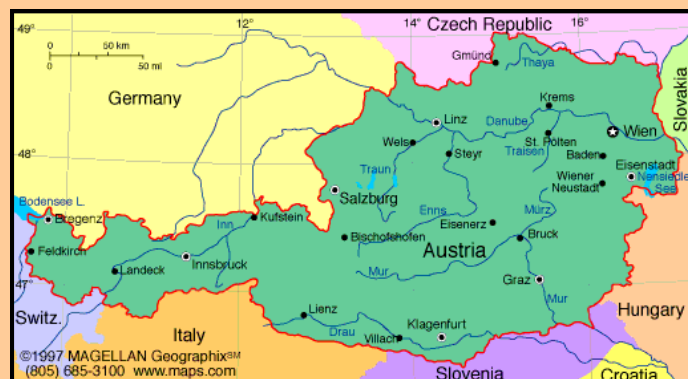 49°
12°
14°
16°
Czech Republic
0 50 km
0 50 ml
Gmünd
Thaya
Slovakia
Germany
Krems
Linz
Danube
Wien
48°
Wels
Steyr
St. Pölten
Traisen
Baden
Eisenstadt
Traun
Wiener
Neustadt
Nensiedler
See
Bodensee L.
Salzburg
Bregenz
Kufstein
Inn
Enns
Eisenerz
Mürz
Bischofshofen
Austria
Bruck
Feldkirch
Landeck
Innsbruck
Mur
Graz
47°
Mur
Switz.
Italy
Lienz
Drau
Villach
Klagenfurt
Hungary
©1997 MAGELLAN Geographix℠
(805) 685-3100 www.maps.com
Slovenia
Croatia